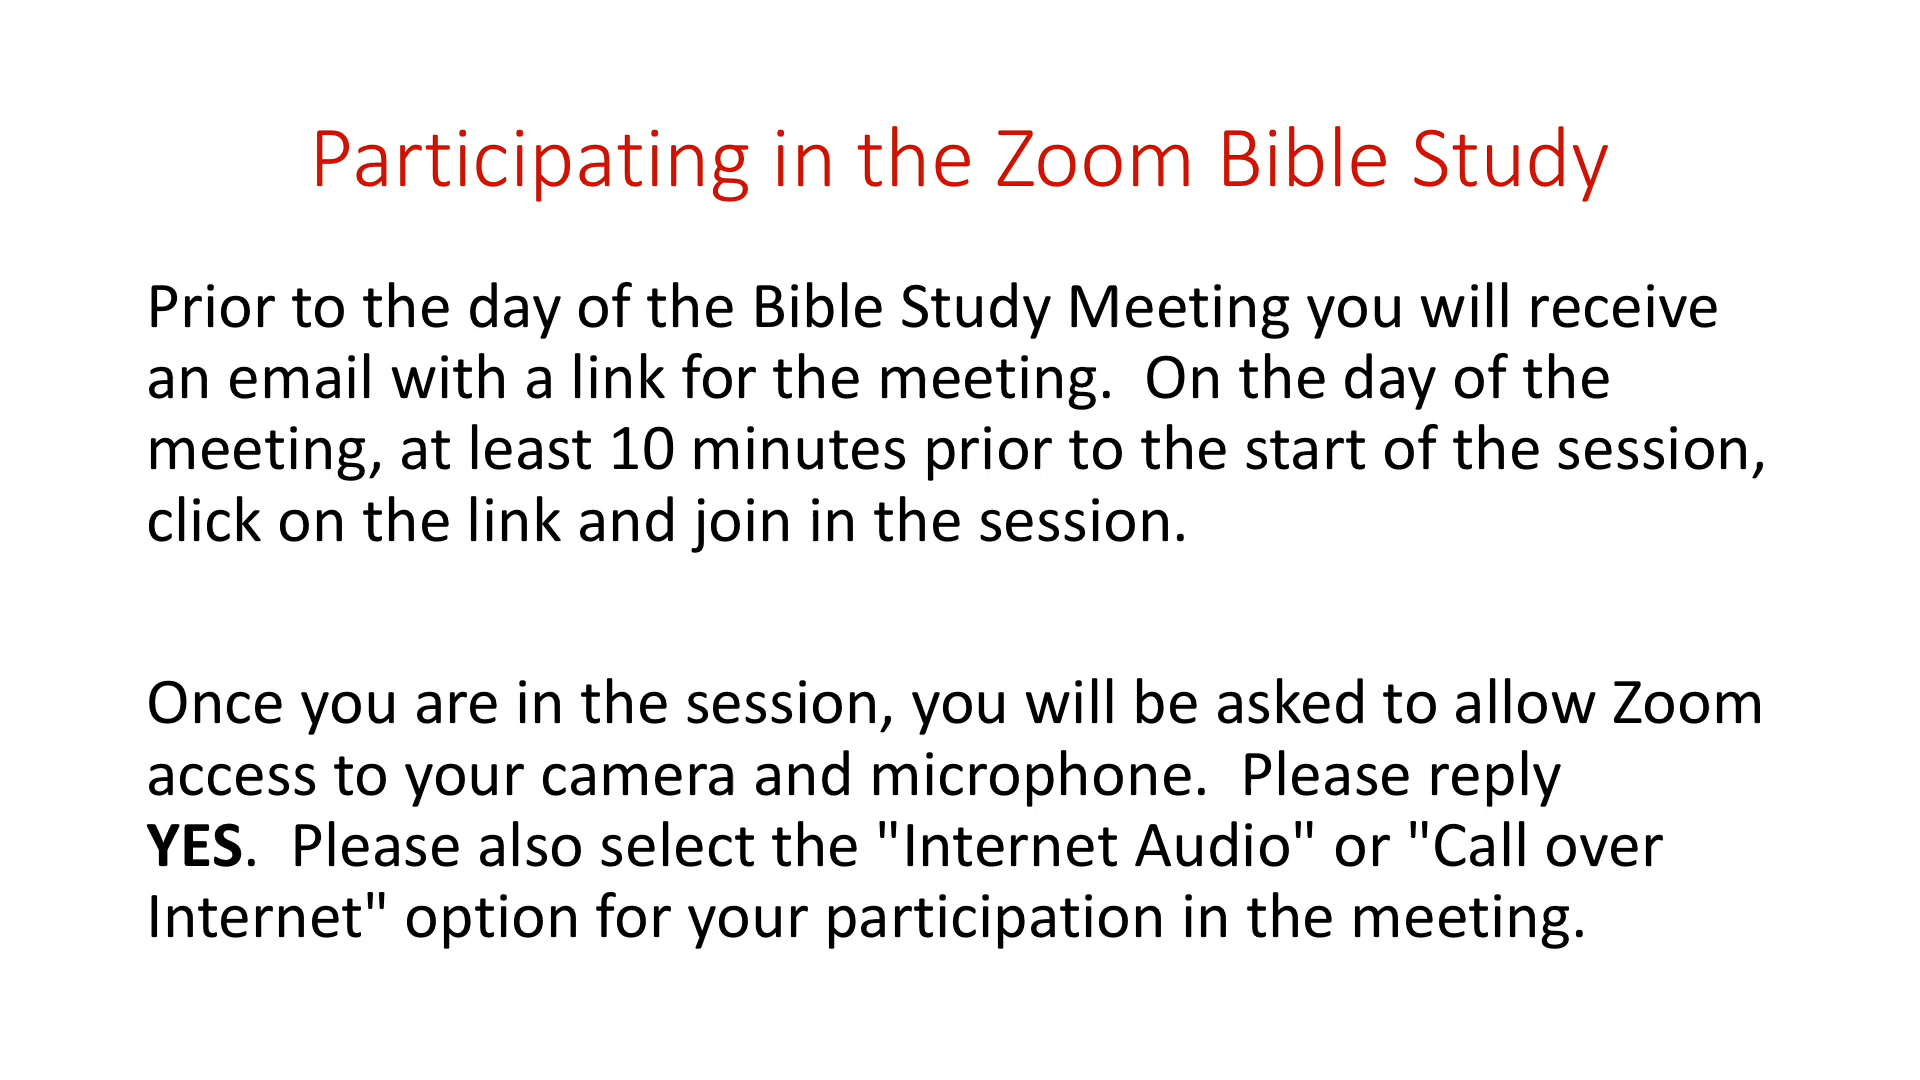 Participating in the Zoom Bible Study
Prior to the day of the Bible Study Meeting you will receive
an email with a link for the meeting.  On the day of the
meeting, at least 10 minutes prior to the start of the session,
click on the link and join in the session.
Once you are in the session, you will be asked to allow Zoom
access to your camera and microphone.  Please reply
YES.  Please also select the "Internet Audio" or "Call over
Internet" option for your participation in the meeting.